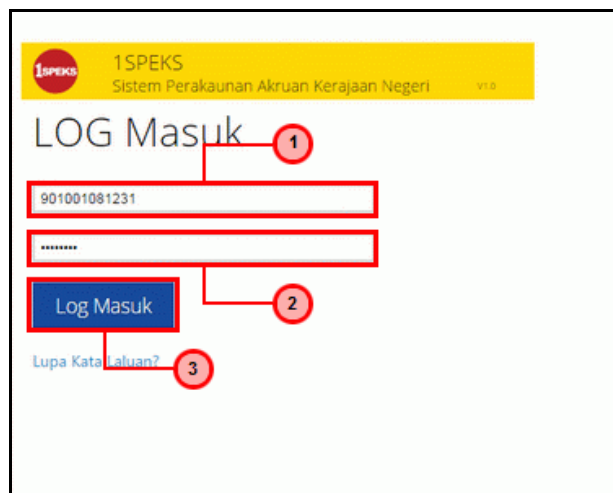 1SPEKS
1SPEKS
Sistem Perakaunan Akruan Kerajaan Negeri V1.0
LOG Masuk
1
901001081231
••••••••
2
Log Masuk
Lupa Kata Laluan?
3